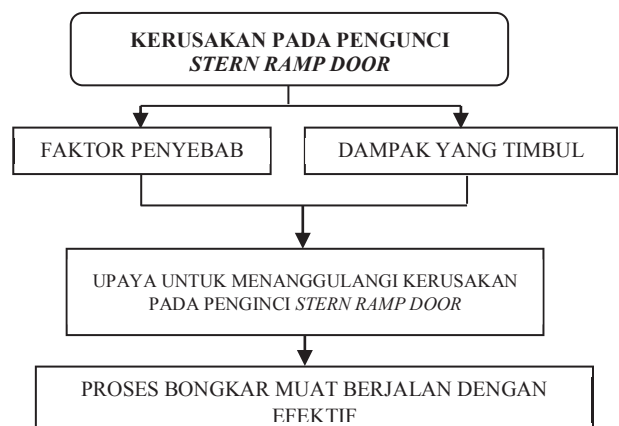 KERUSAKAN PADA PENGUNCI
STERN RAMP DOOR
FAKTOR PENYEBAB
DAMPAK YANG TIMBUL
UPAYA UNTUK MENANGGULANGI KERUSAKAN
PADA PENGINCI STERN RAMP DOOR
PROSES BONGKAR MUAT BERJALAN DENGAN
EFEKTIF